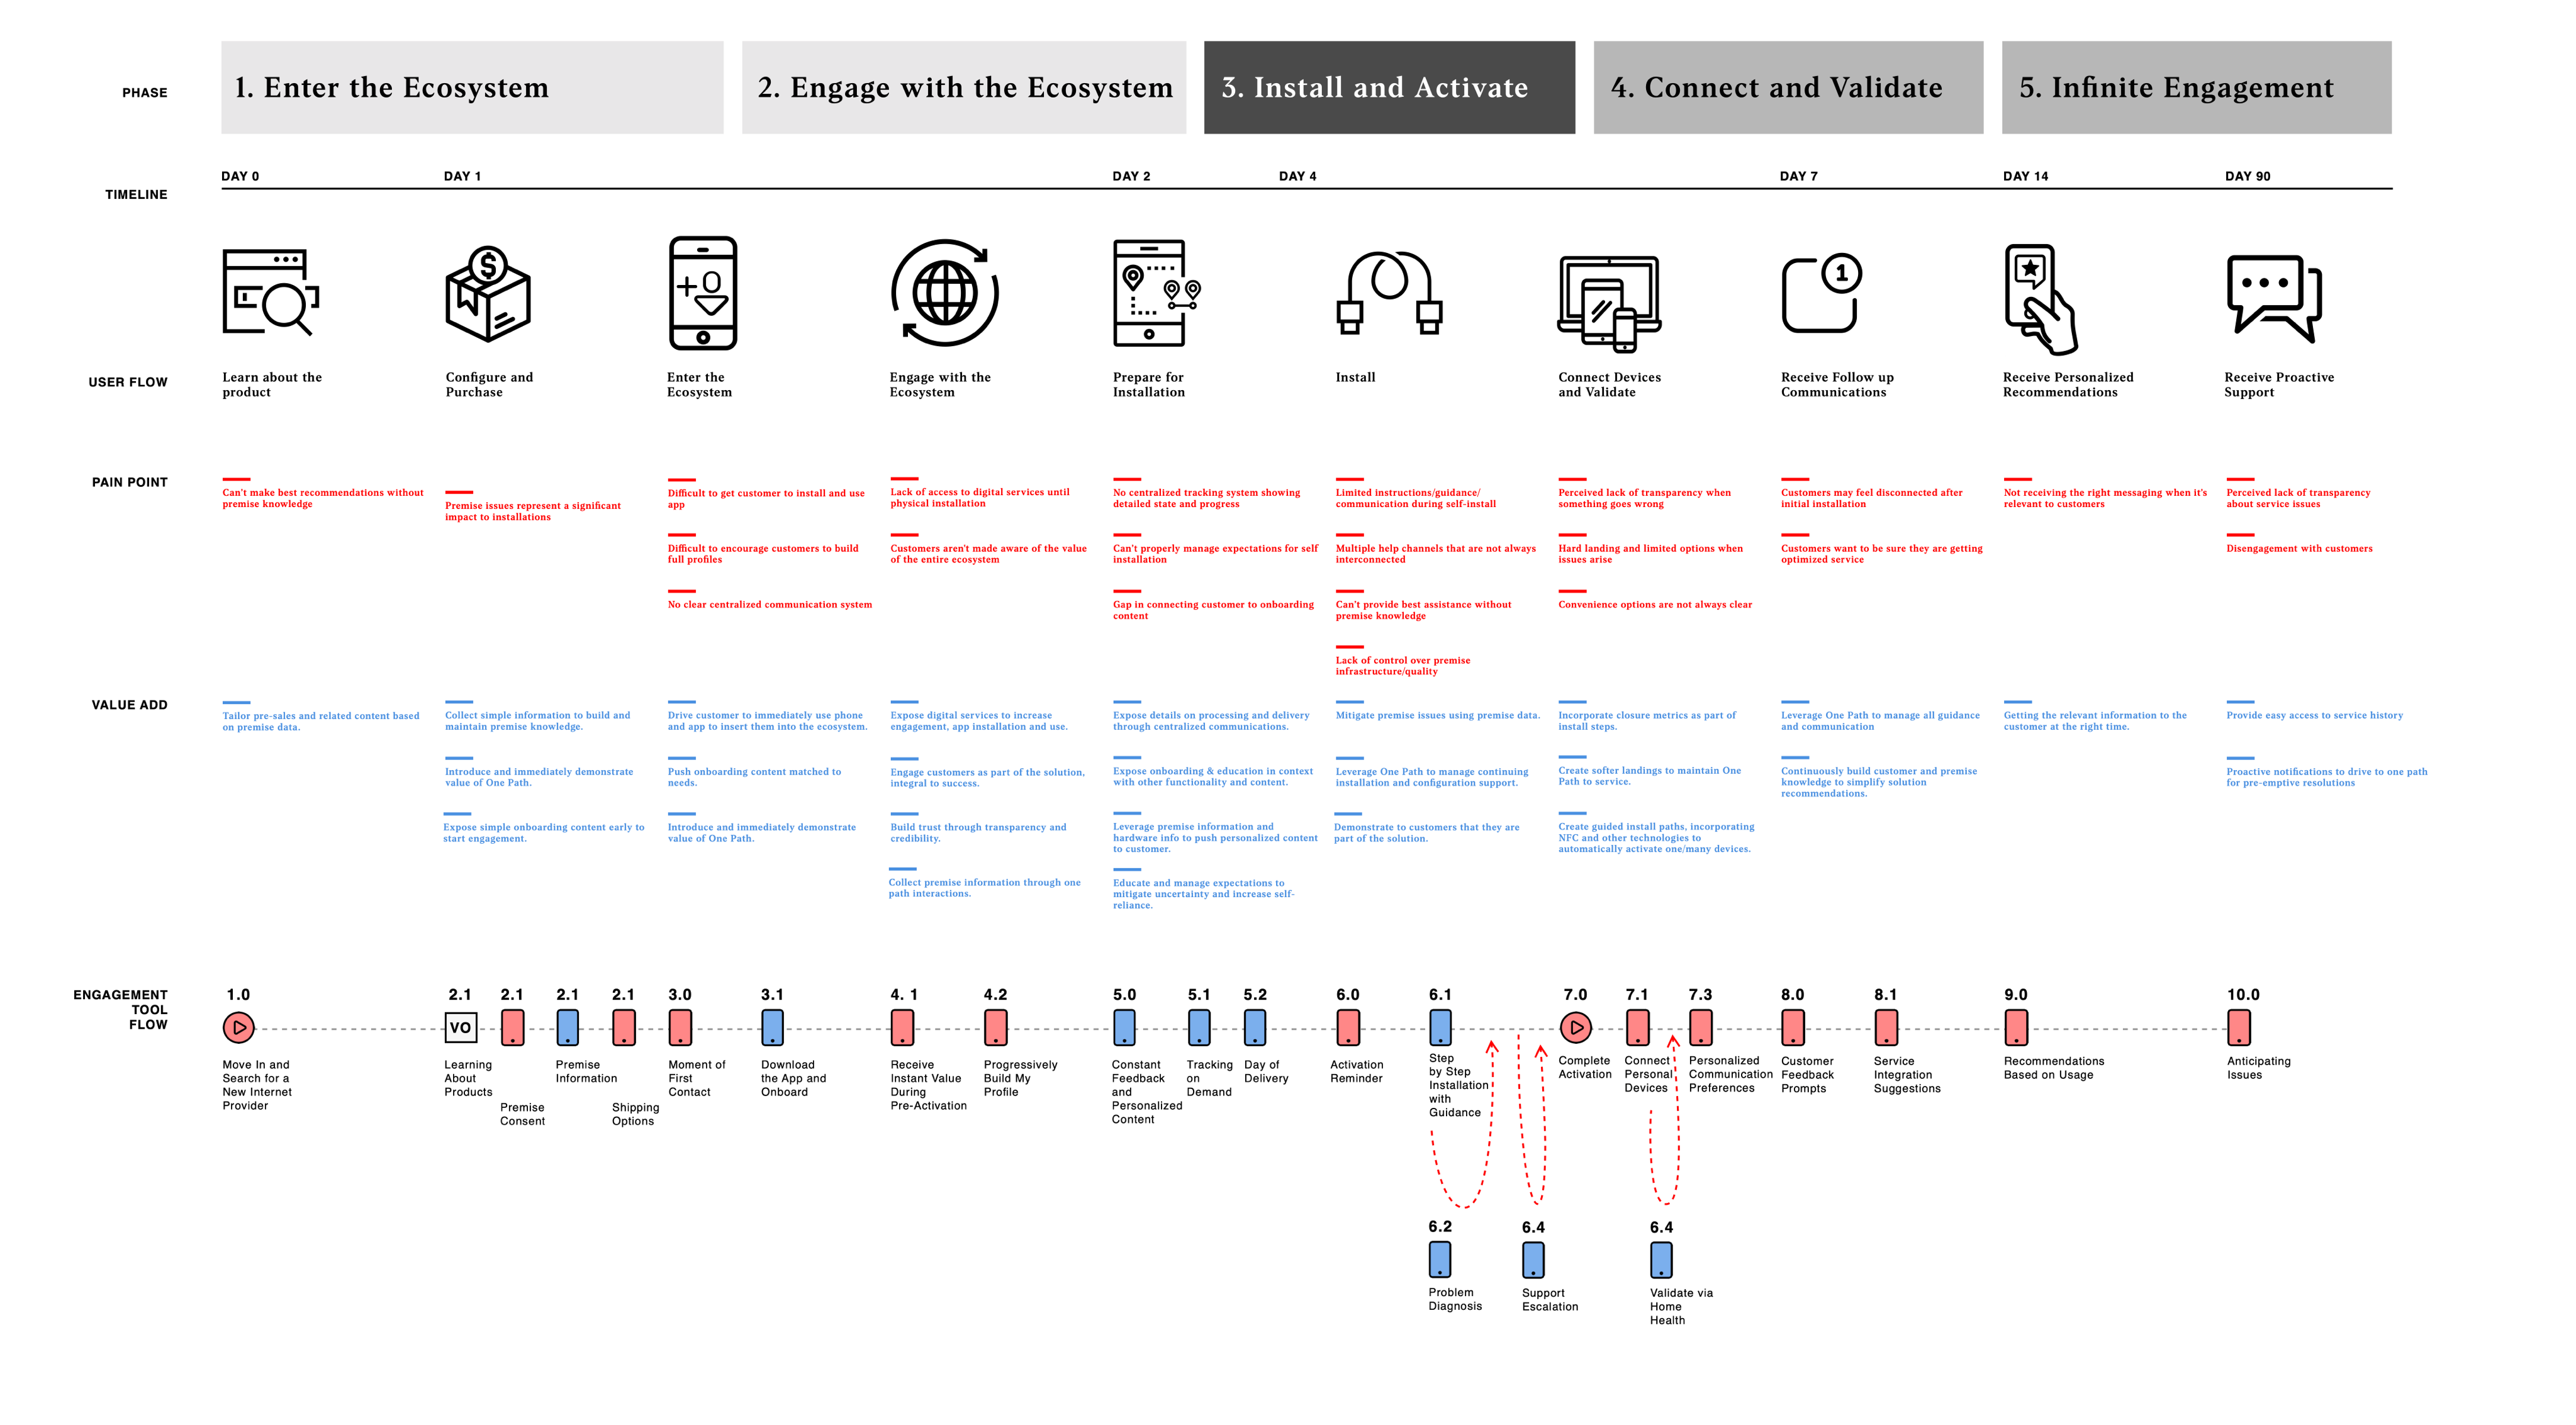 PHASE
1. Enter the Ecosystem
2. Engage with the Ecosystem
3. Install and Activate
4. Connect and Validate
5. Infinite Engagement
TIMELINE
DAY 0
DAY 1
DAY 2
DAY 4
DAY 7
DAY 14
DAY 90
+0
$
1
USER FLOW
Learn about the
product
Configure and
Purchase
Enter the
Ecosystem
Engage with the
Ecosystem
Prepare for
Installation
Install
Connect Devices
and Validate
Receive Follow up
Communications
Receive Personalized
Recommendations
Receive Proactive
Support
PAIN POINT
Can't make best recommendations without
premise knowledge
Premise issues represent a significant
impact to installations
Difficult to get customer to install and use
app
Difficult to encourage customers to build
full profiles
No clear centralized communication system
Lack of access to digital services until
physical installation
Customers aren't made aware of the value
of the entire ecosystem
No centralized tracking system showing
detailed state and progress
Can't properly manage expectations for self
installation
Gap in connecting customer to onboarding
content
Limited instructions/guidance/
communication during self-install
Multiple help channels that are not always
interconnected
Can't provide best assistance without
premise knowledge
Lack of control over premise
infrastructure/quality
Perceived lack of transparency when
something goes wrong
Hard landing and limited options when
issues arise
Convenience options are not always clear
Customers may feel disconnected after
initial installation
Customers want to be sure they are getting
optimized service
Not receiving the right messaging when it's
relevant to customers
Perceived lack of transparency
about service issues
Disengagement with customers
VALUE ADD
Tailor pre-sales and related content based
on premise data.
Collect simple information to build and
maintain premise knowledge.
Introduce and immediately demonstrate
value of One Path.
Expose simple onboarding content early to
start engagement.
Drive customer to immediately use phone
and app to insert them into the ecosystem.
Push onboarding content matched to
needs.
Introduce and immediately demonstrate
value of One Path.
Expose digital services to increase
engagement, app installation and use.
Engage customers as part of the solution,
integral to success.
Build trust through transparency and
credibility.
Collect premise information through one
path interactions.
Expose details on processing and delivery
through centralized communications.
Expose onboarding & education in context
with other functionality and content.
Leverage premise information and
hardware info to push personalized content
to customer.
Educate and manage expectations to
mitigate uncertainty and increase self-
reliance.
Mitigate premise issues using premise data.
Leverage One Path to manage continuing
installation and configuration support.
Demonstrate to customers that they are
part of the solution.
Incorporate closure metrics as part of
install steps.
Create softer landings to maintain One
Path to service.
Create guided install paths, incorporating
NFC and other technologies to
automatically activate one/many devices.
Leverage One Path to manage all guidance
and communication
Continuously build customer and premise
knowledge to simplify solution
recommendations.
Getting the relevant information to the
customer at the right time.
Provide easy access to service history
Proactive notifications to drive to one path
for pre-emptive resolutions
ENGAGEMENT
TOOL
FLOW
1.0
Move In and
Search for a
New Internet
Provider
2.1
VO
Learning
About
Products
2.1
Premise
Consent
2.1
Premise
Information
2.1
Shipping
Options
3.0
Moment of
First
Contact
3.1
Download
the App and
Onboard
4. 1
Receive
Instant Value
During
Pre-Activation
4.2
Progressively
Build My
Profile
5.0
Constant
Feedback
and
Personalized
Content
5.1
Tracking
on
Demand
5.2
Day of
Delivery
6.0
Activation
Reminder
6.1
Step
by Step
Installation
with
Guidance
7.0
Complete
Activation
7.1
Connect
Personal
Devices
7.3
Personalized
Communication
Preferences
8.0
Customer
Feedback
Prompts
8.1
Service
Integration
Suggestions
9.0
Recommendations
Based on Usage
10.0
Anticipating
Issues
6.2
Problem
Diagnosis
6.4
Support
Escalation
6.4
Validate via
Home
Health